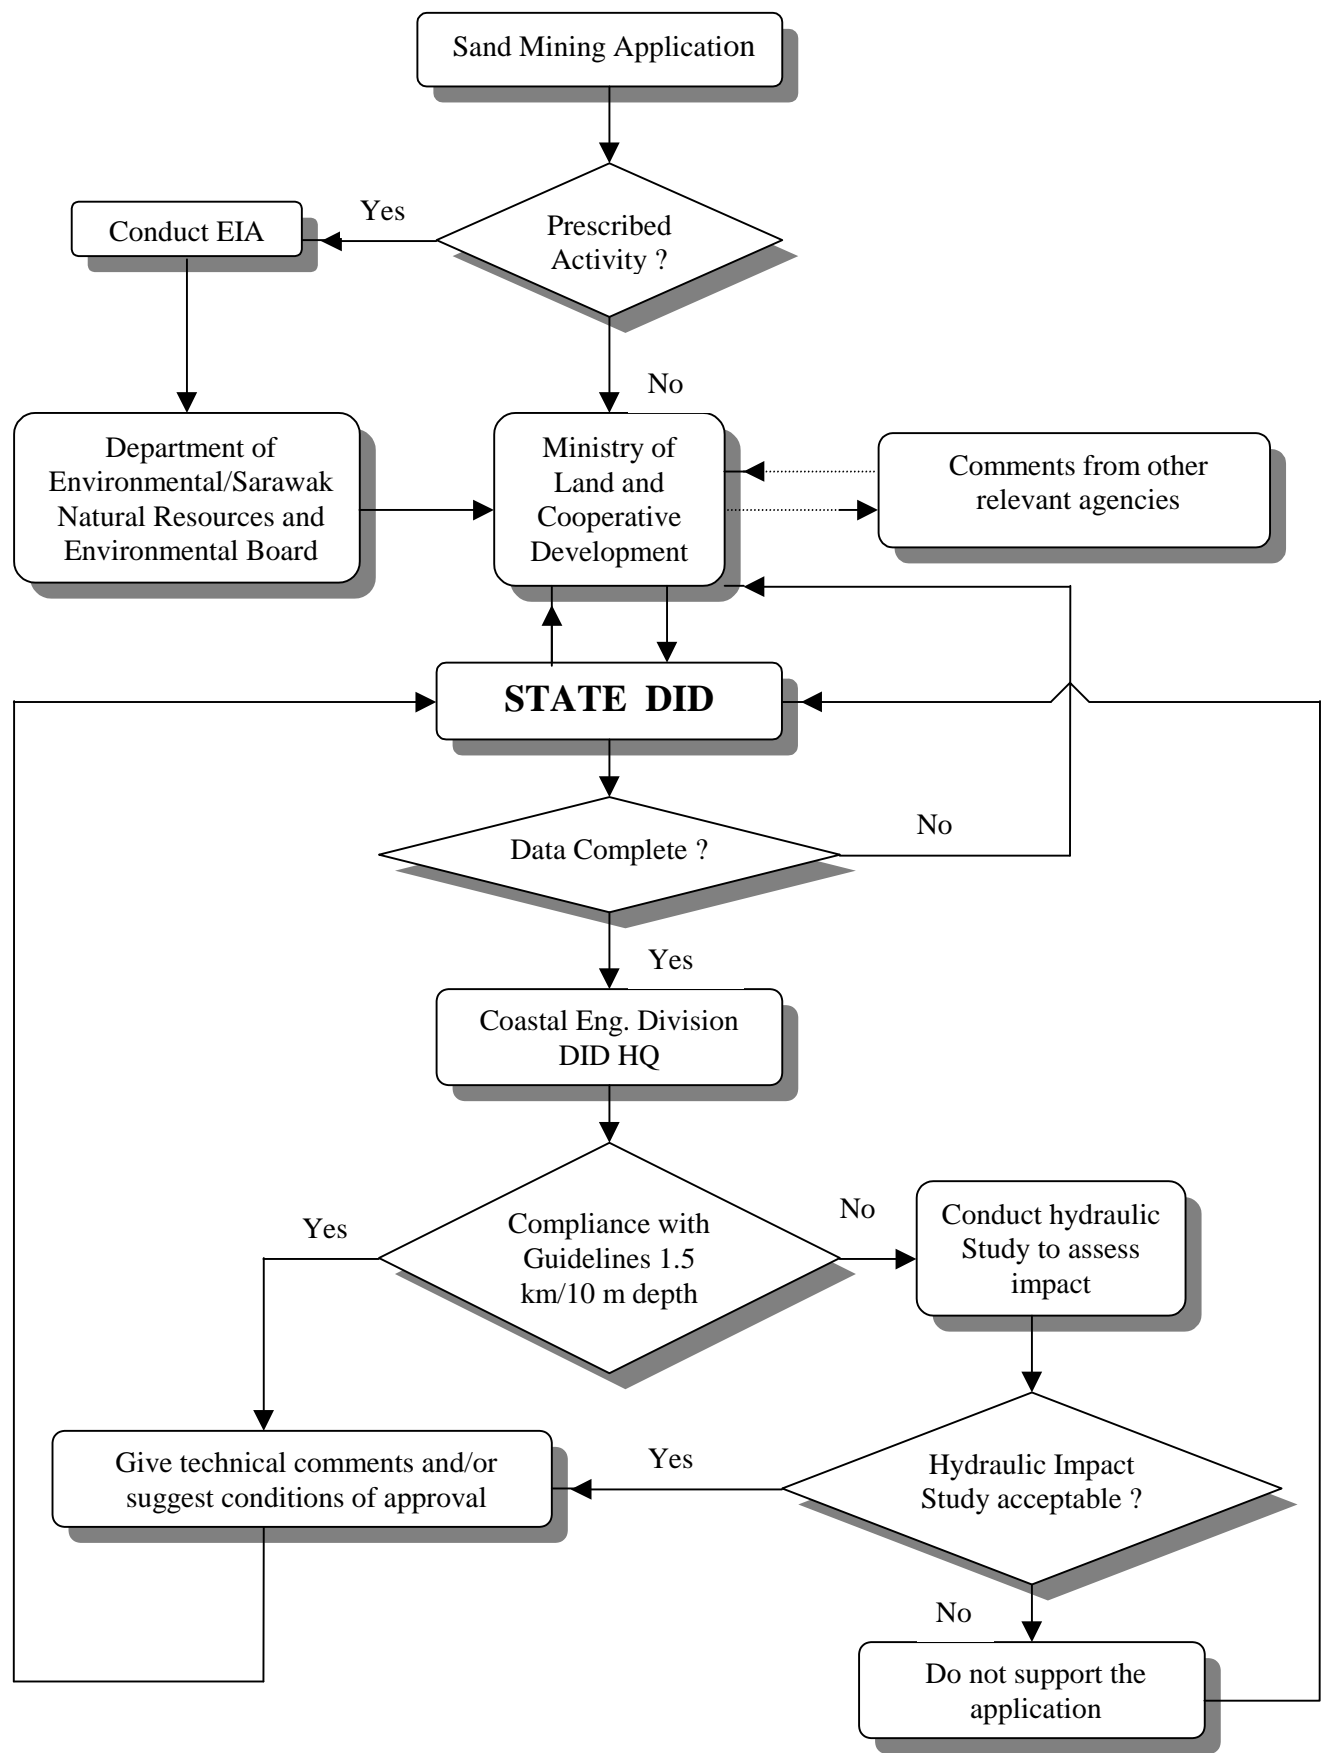 Sand Mining Application
Yes
Conduct EIA
Prescribed
Activity ?
No
Department of
Environmental/Sarawak
Natural Resources and
Environmental Board
Ministry of
Land and
Cooperative
Development
Comments from other
relevant agencies
STATE DID
Data Complete ?
No
Yes
Coastal Eng. Division
DID HQ
Yes
Compliance with
Guidelines 1.5
km/10 m depth
No
Conduct hydraulic
Study to assess
impact
Give technical comments and/or
suggest conditions of approval
Yes
Hydraulic Impact
Study acceptable ?
No
Do not support the
application